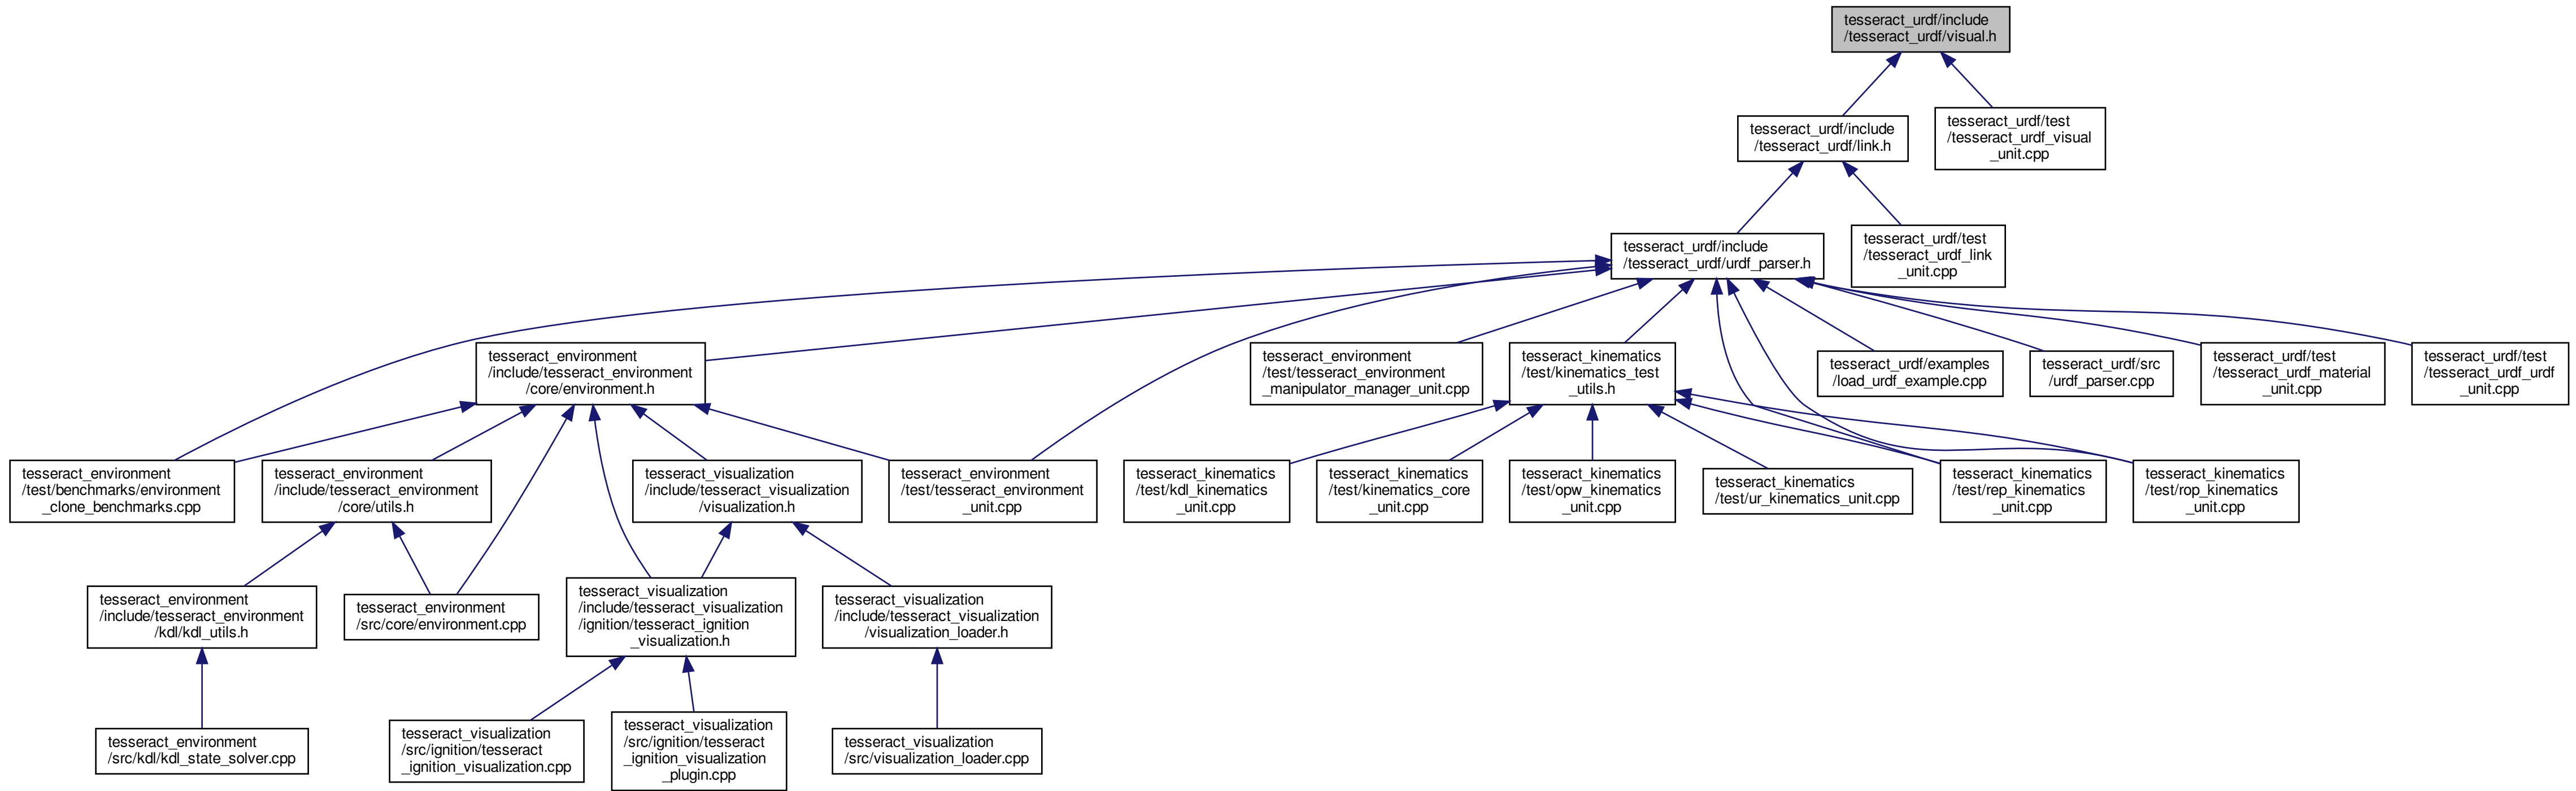 tesseract_urdf/include
/tesseract_urdf/visual.h
tesseract_urdf/include
/tesseract_urdf/link.h
tesseract_urdf/test
/tesseract_urdf_visual
_unit.cpp
tesseract_urdf/include
/tesseract_urdf/urdf_parser.h
tesseract_urdf/test
/tesseract_urdf_link
_unit.cpp
tesseract_environment
/include/tesseract_environment
/core/environment.h
tesseract_environment
/test/tesseract_environment
_manipulator_manager_unit.cpp
tesseract_kinematics
/test/kinematics_test
_utils.h
tesseract_urdf/examples
/load_urdf_example.cpp
tesseract_urdf/src
/urdf_parser.cpp
tesseract_urdf/test
/tesseract_urdf_material
_unit.cpp
tesseract_urdf/test
/tesseract_urdf_urdf
_unit.cpp
tesseract_environment
/test/benchmarks/environment
_clone_benchmarks.cpp
tesseract_environment
/include/tesseract_environment
/core/utils.h
tesseract_visualization
/include/tesseract_visualization
/visualization.h
tesseract_environment
/test/tesseract_environment
_unit.cpp
tesseract_kinematics
/test/kdl_kinematics
_unit.cpp
tesseract_kinematics
/test/kinematics_core
_unit.cpp
tesseract_kinematics
/test/opw_kinematics
_unit.cpp
tesseract_kinematics
/test/ur_kinematics_unit.cpp
tesseract_kinematics
/test/rep_kinematics
_unit.cpp
tesseract_kinematics
/test/rop_kinematics
_unit.cpp
tesseract_environment
/include/tesseract_environment
/kdl/kdl_utils.h
tesseract_environment
/src/core/environment.cpp
tesseract_visualization
/include/tesseract_visualization
/ignition/tesseract_ignition
_visualization.h
tesseract_visualization
/include/tesseract_visualization
/visualization_loader.h
tesseract_environment
/src/kdl/kdl_state_solver.cpp
tesseract_visualization
/src/ignition/tesseract
_ignition_visualization.cpp
tesseract_visualization
/src/ignition/tesseract
_ignition_visualization
_plugin.cpp
tesseract_visualization
/src/visualization_loader.cpp